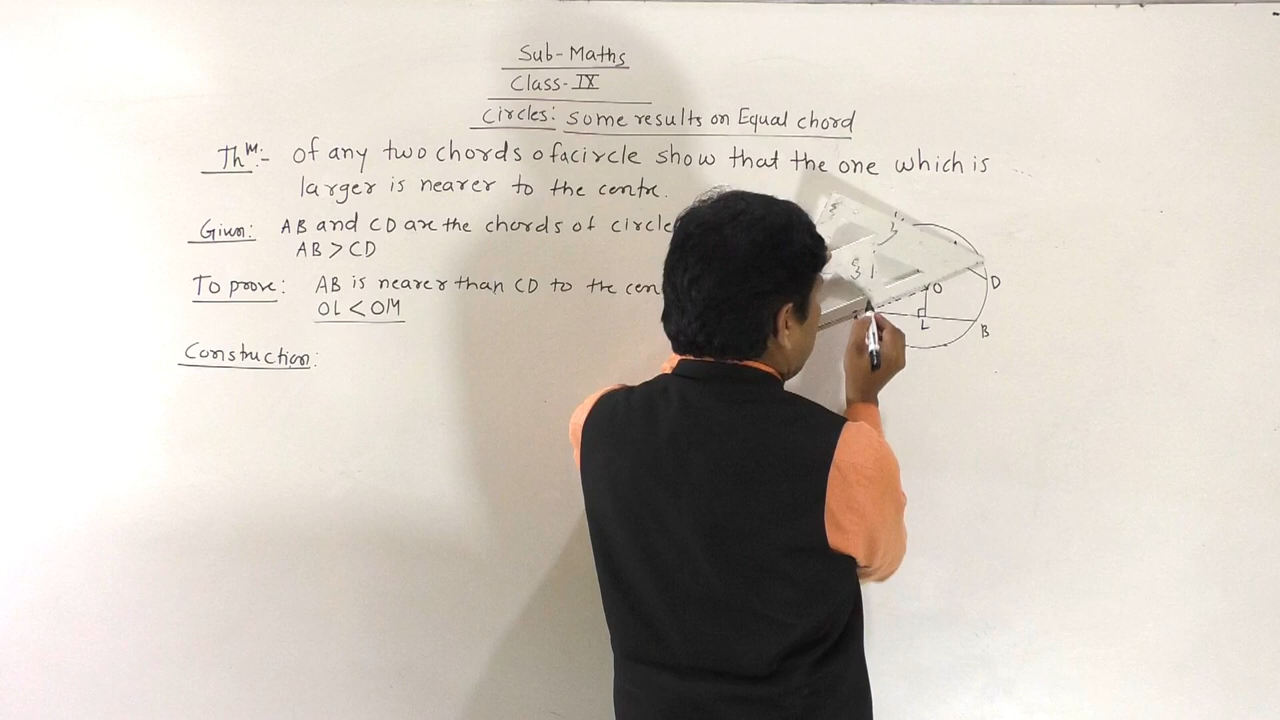 Sub-Maths
Class-IX
Circles: Some results on Equal chord
Thm:- Of any two chords of a circle show that the one which is
larger is nearer to the centre.
Given: AB and CD are the chords of circle
AB > CD
To prove: AB is nearer than CD to the cen
OL < OM
Construction:
D
O
L
B